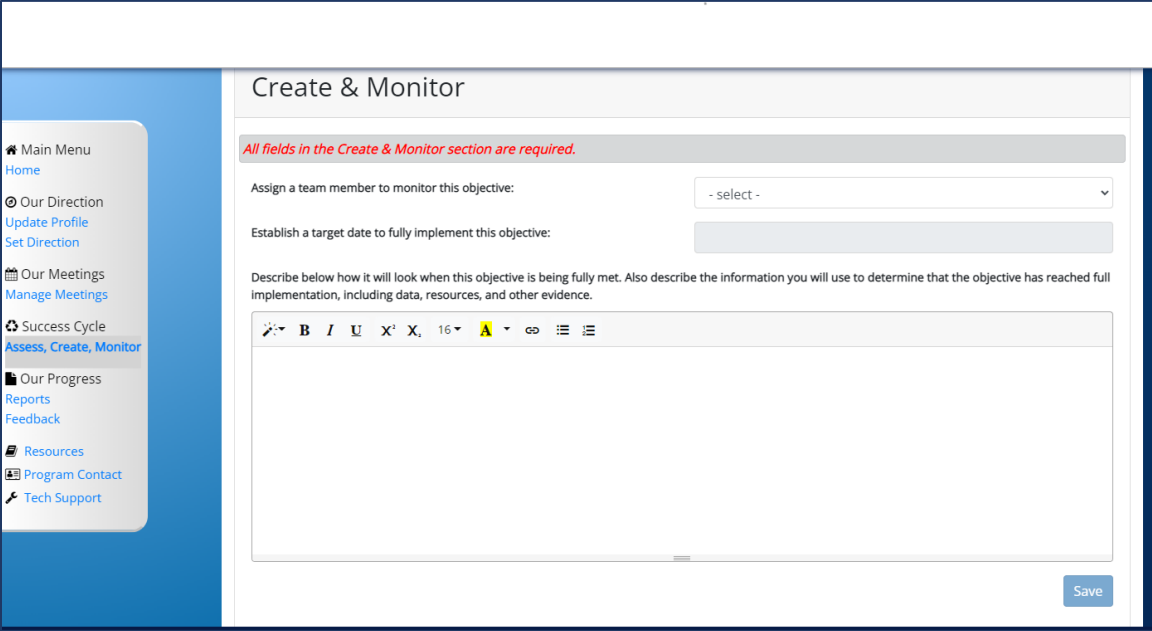 Create & Monitor
All fields in the Create & Monitor section are required.
Main Menu
Home
Our Direction
Update Profile
Set Direction
Our Meetings
Manage Meetings
Success Cycle
Assess, Create, Monitor
Our Progress
Reports
Feedback
Resources
Program Contact
Tech Support
Assign a team member to monitor this objective:
- select -
Establish a target date to fully implement this objective:
Describe below how it will look when this objective is being fully met. Also describe the information you will use to determine that the objective has reached full
implementation, including data, resources, and other evidence.
B I U X² X₂ 16 A
Save